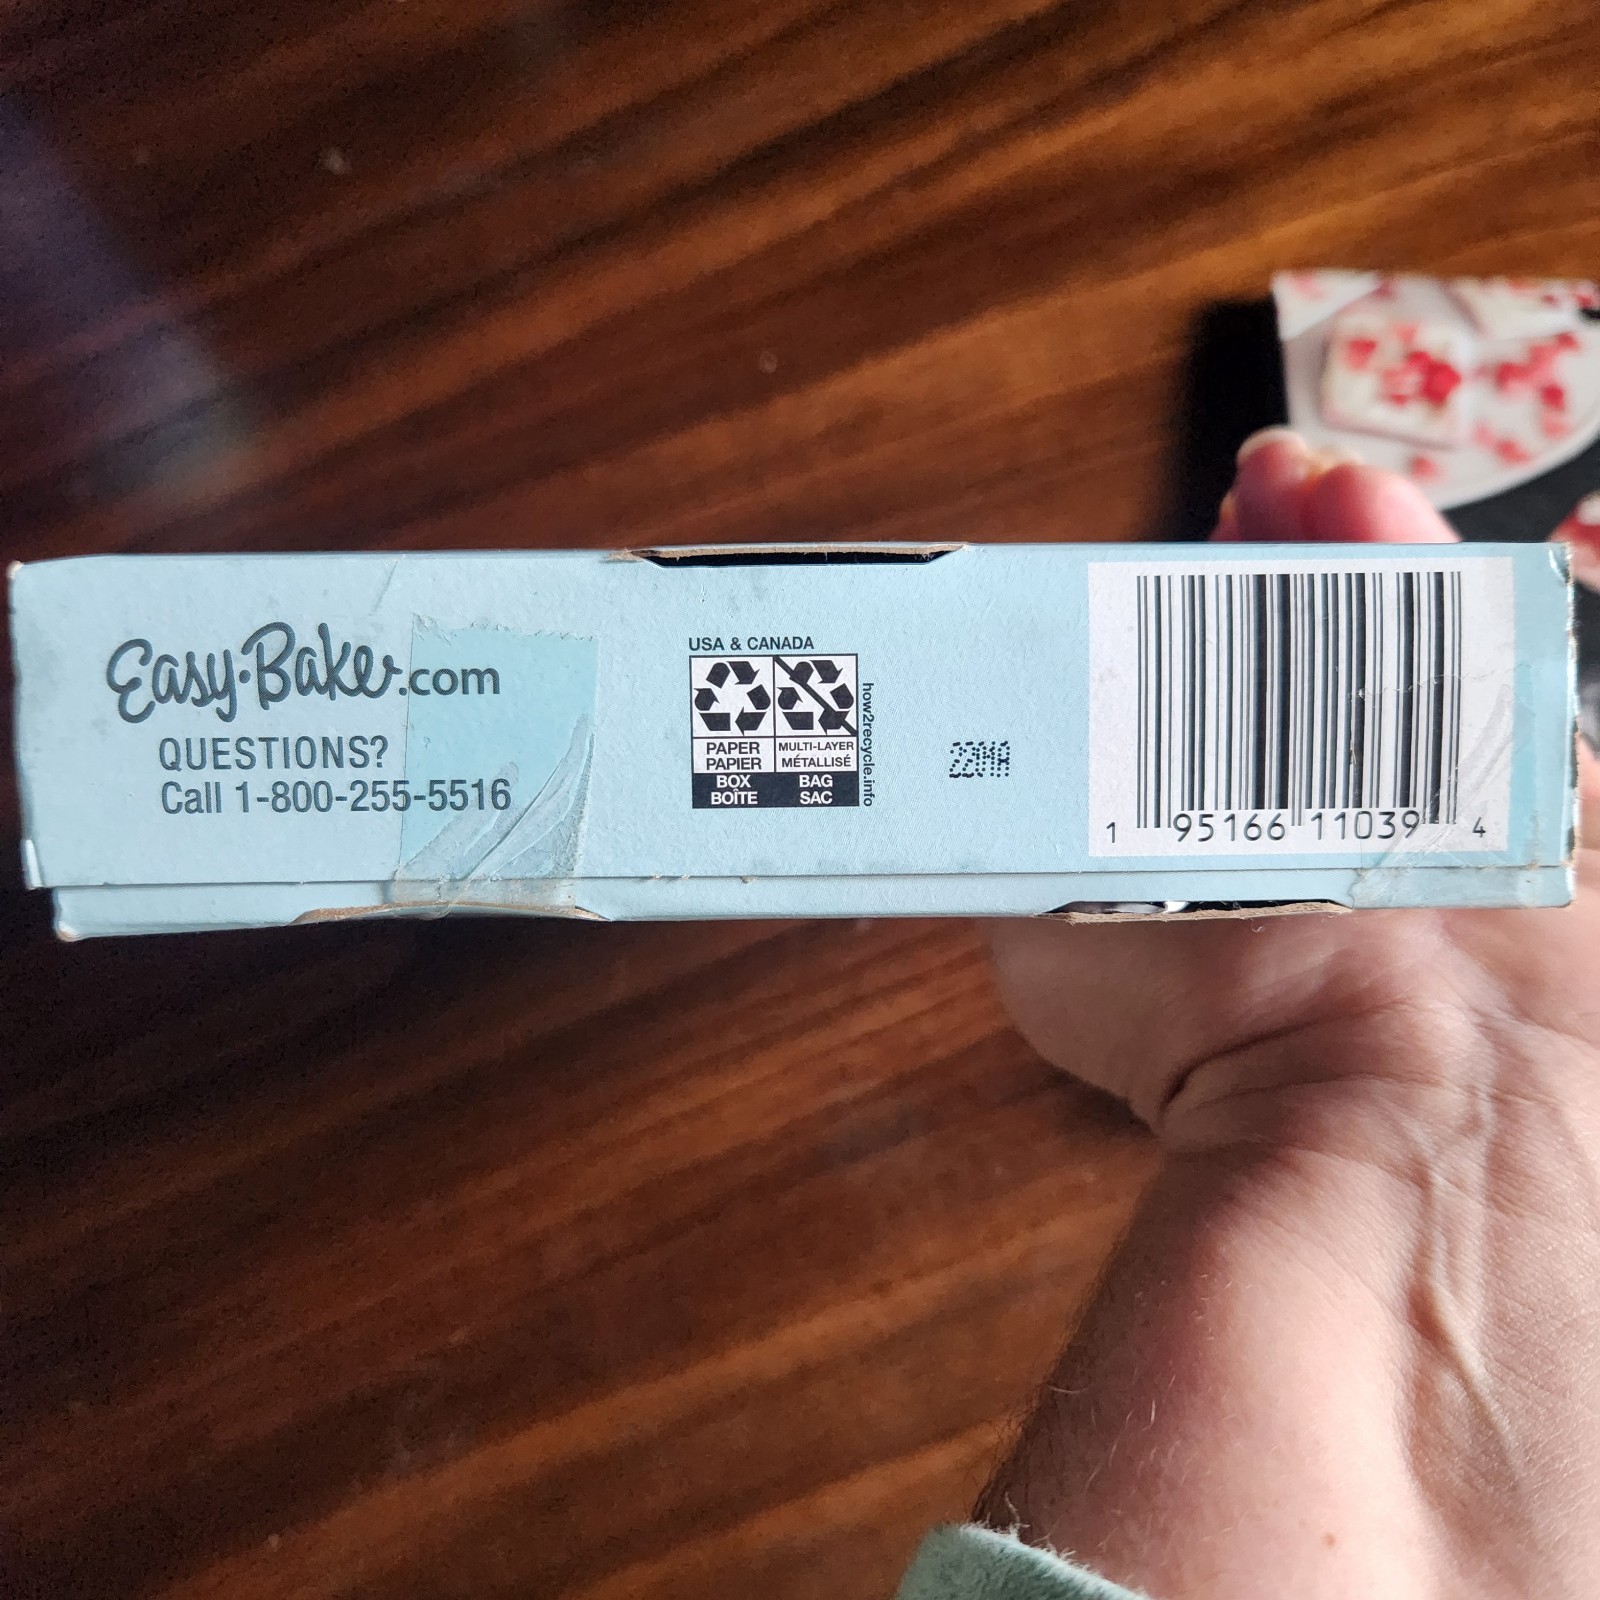 Easy-Bake.com
QUESTIONS?
Call 1-800-255-5516
USA & CANADA
PAPER
PAPIER
BOX
BOÎTE
MULTI-LAYER
MÉTALLISÉ
BAG
SAC
how2recycle.info
1 95166 11039 4